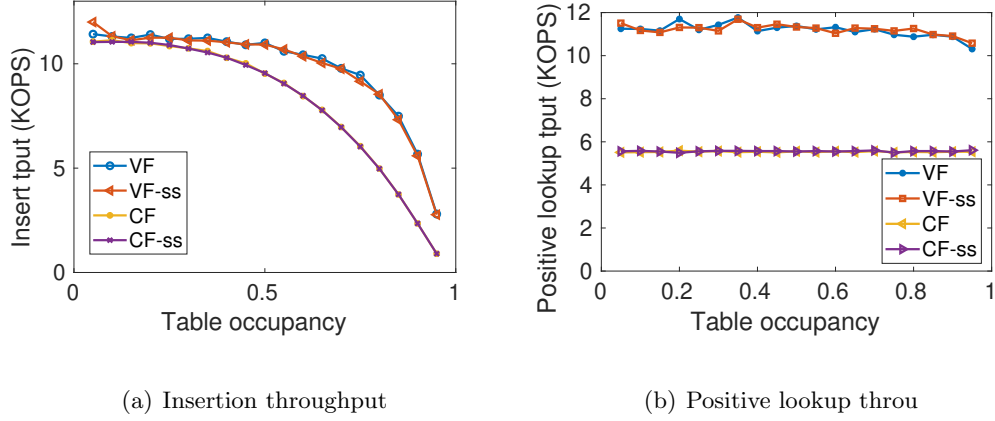 Insert tput (KOPS)
10
5
0
VF
VF-ss
CF
CF-ss
0
0.5
1
Table occupancy
(a) Insertion throughput
Positive lookup tput (KOPS)
12
10
8
6
4
2
0
VF
VF-ss
CF
CF-ss
0
0.2
0.4
0.6
0.8
1
Table occupancy
(b) Positive lookup throu